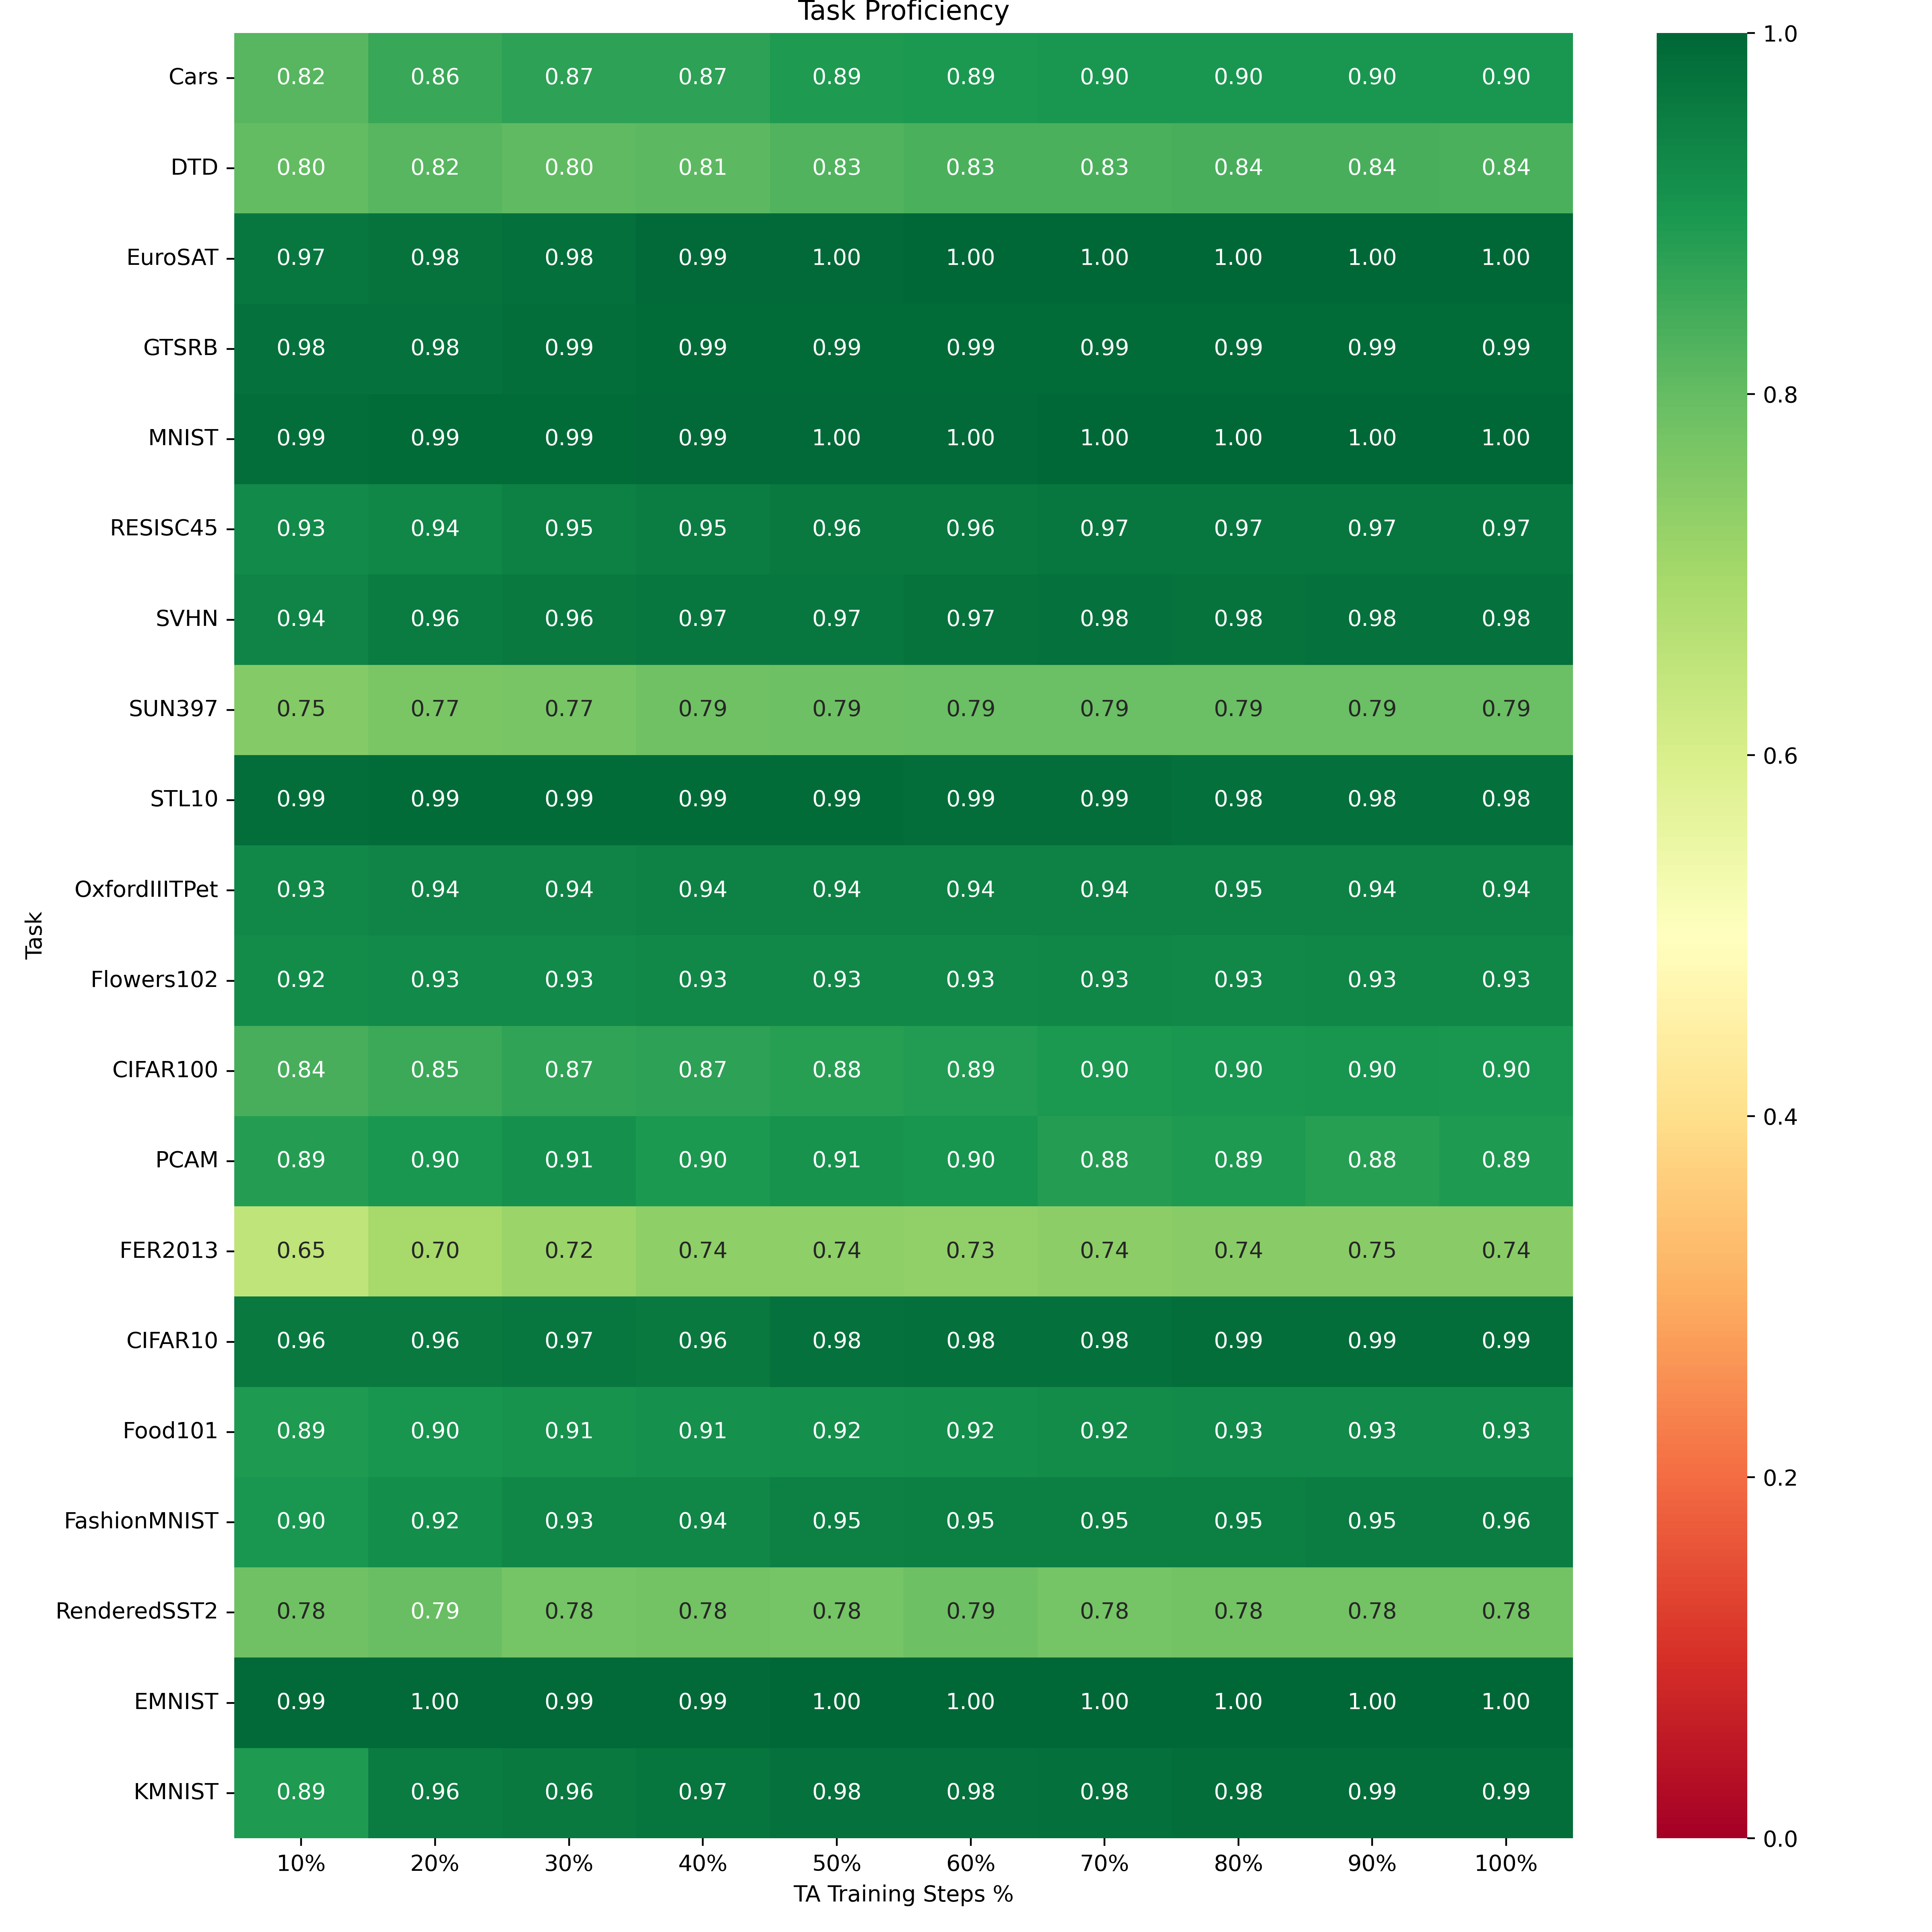 Task Proficiency
Cars 0.82 0.86 0.87 0.87 0.89 0.89 0.90 0.90 0.90 0.90
DTD 0.80 0.82 0.80 0.81 0.83 0.83 0.83 0.84 0.84 0.84
EuroSAT 0.97 0.98 0.98 0.99 1.00 1.00 1.00 1.00 1.00 1.00
GTSRB 0.98 0.98 0.99 0.99 0.99 0.99 0.99 0.99 0.99 0.99
MNIST 0.99 0.99 0.99 0.99 1.00 1.00 1.00 1.00 1.00 1.00
RESISC45 0.93 0.94 0.95 0.95 0.96 0.96 0.97 0.97 0.97 0.97
SVHN 0.94 0.96 0.96 0.97 0.97 0.97 0.98 0.98 0.98 0.98
SUN397 0.75 0.77 0.77 0.79 0.79 0.79 0.79 0.79 0.79 0.79
STL10 0.99 0.99 0.99 0.99 0.99 0.99 0.99 0.98 0.98 0.98
OxfordIIITPet 0.93 0.94 0.94 0.94 0.94 0.94 0.94 0.95 0.94 0.94
Flowers102 0.92 0.93 0.93 0.93 0.93 0.93 0.93 0.93 0.93 0.93
CIFAR100 0.84 0.85 0.87 0.87 0.88 0.89 0.90 0.90 0.90 0.90
PCAM 0.89 0.90 0.91 0.90 0.91 0.90 0.88 0.89 0.88 0.89
FER2013 0.65 0.70 0.72 0.74 0.74 0.73 0.74 0.74 0.75 0.74
CIFAR10 0.96 0.96 0.97 0.96 0.98 0.98 0.98 0.99 0.99 0.99
Food101 0.89 0.90 0.91 0.91 0.92 0.92 0.92 0.93 0.93 0.93
FashionMNIST 0.90 0.92 0.93 0.94 0.95 0.95 0.95 0.95 0.95 0.96
RenderedSST2 0.78 0.79 0.78 0.78 0.78 0.79 0.78 0.78 0.78 0.78
EMNIST 0.99 1.00 0.99 0.99 1.00 1.00 1.00 1.00 1.00 1.00
KMNIST 0.89 0.96 0.96 0.97 0.98 0.98 0.98 0.98 0.99 0.99
10% 20% 30% 40% 50% 60% 70% 80% 90% 100%
TA Training Steps %
Task
1.0
0.8
0.6
0.4
0.2
0.0